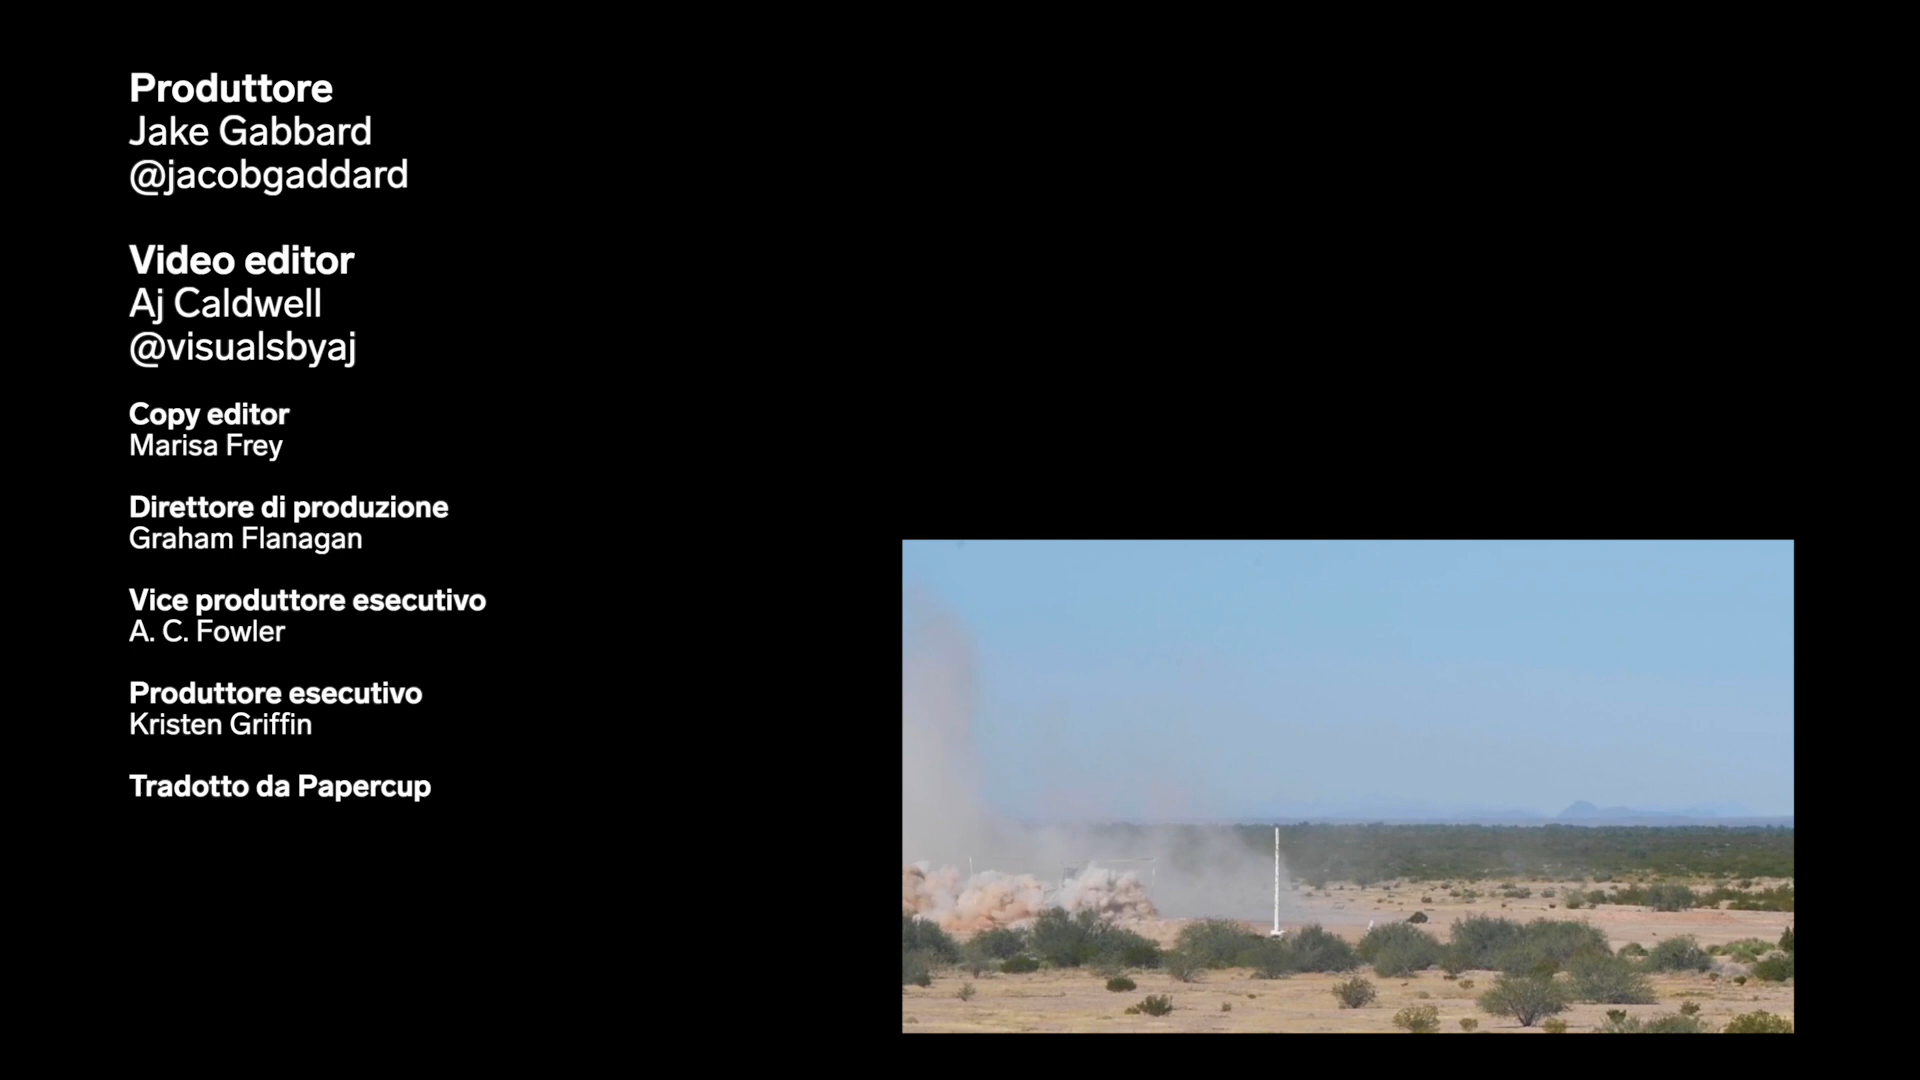 Produttore
Jake Gabbard
@jacobgaddard
Video editor
Aj Caldwell
@visualsbyaj
Copy editor
Marisa Frey
Direttore di produzione
Graham Flanagan
Vice produttore esecutivo
A. C. Fowler
Produttore esecutivo
Kristen Griffin
Tradotto da Papercup